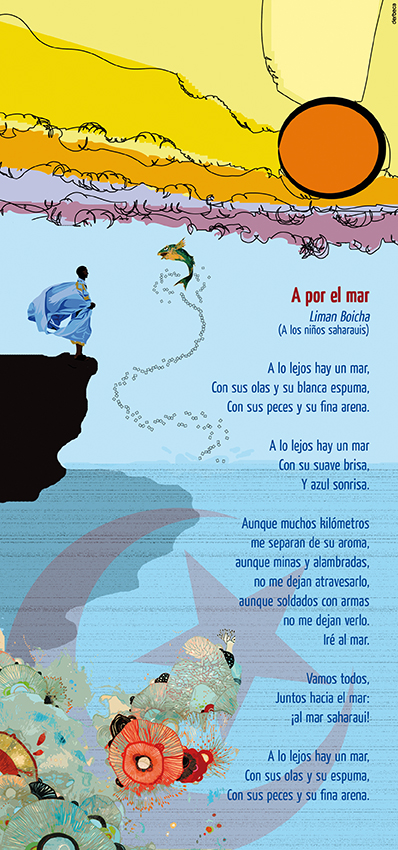 derbeca
A por el mar
Liman Boicha
(A los niños saharauis)
A lo lejos hay un mar,
Con sus olas y su blanca espuma,
Con sus peces y su fina arena.
A lo lejos hay un mar
Con su suave brisa,
Y azul sonrisa.
Aunque muchos kilómetros
me separan de su aroma,
aunque minas y alambradas,
no me dejan atravesarlo,
aunque soldados con armas
no me dejan verlo.
Iré al mar.
Vamos todos,
Juntos hacia el mar:
¡al mar saharaui!
A lo lejos hay un mar,
Con sus olas y su espuma,
Con sus peces y su fina arena.